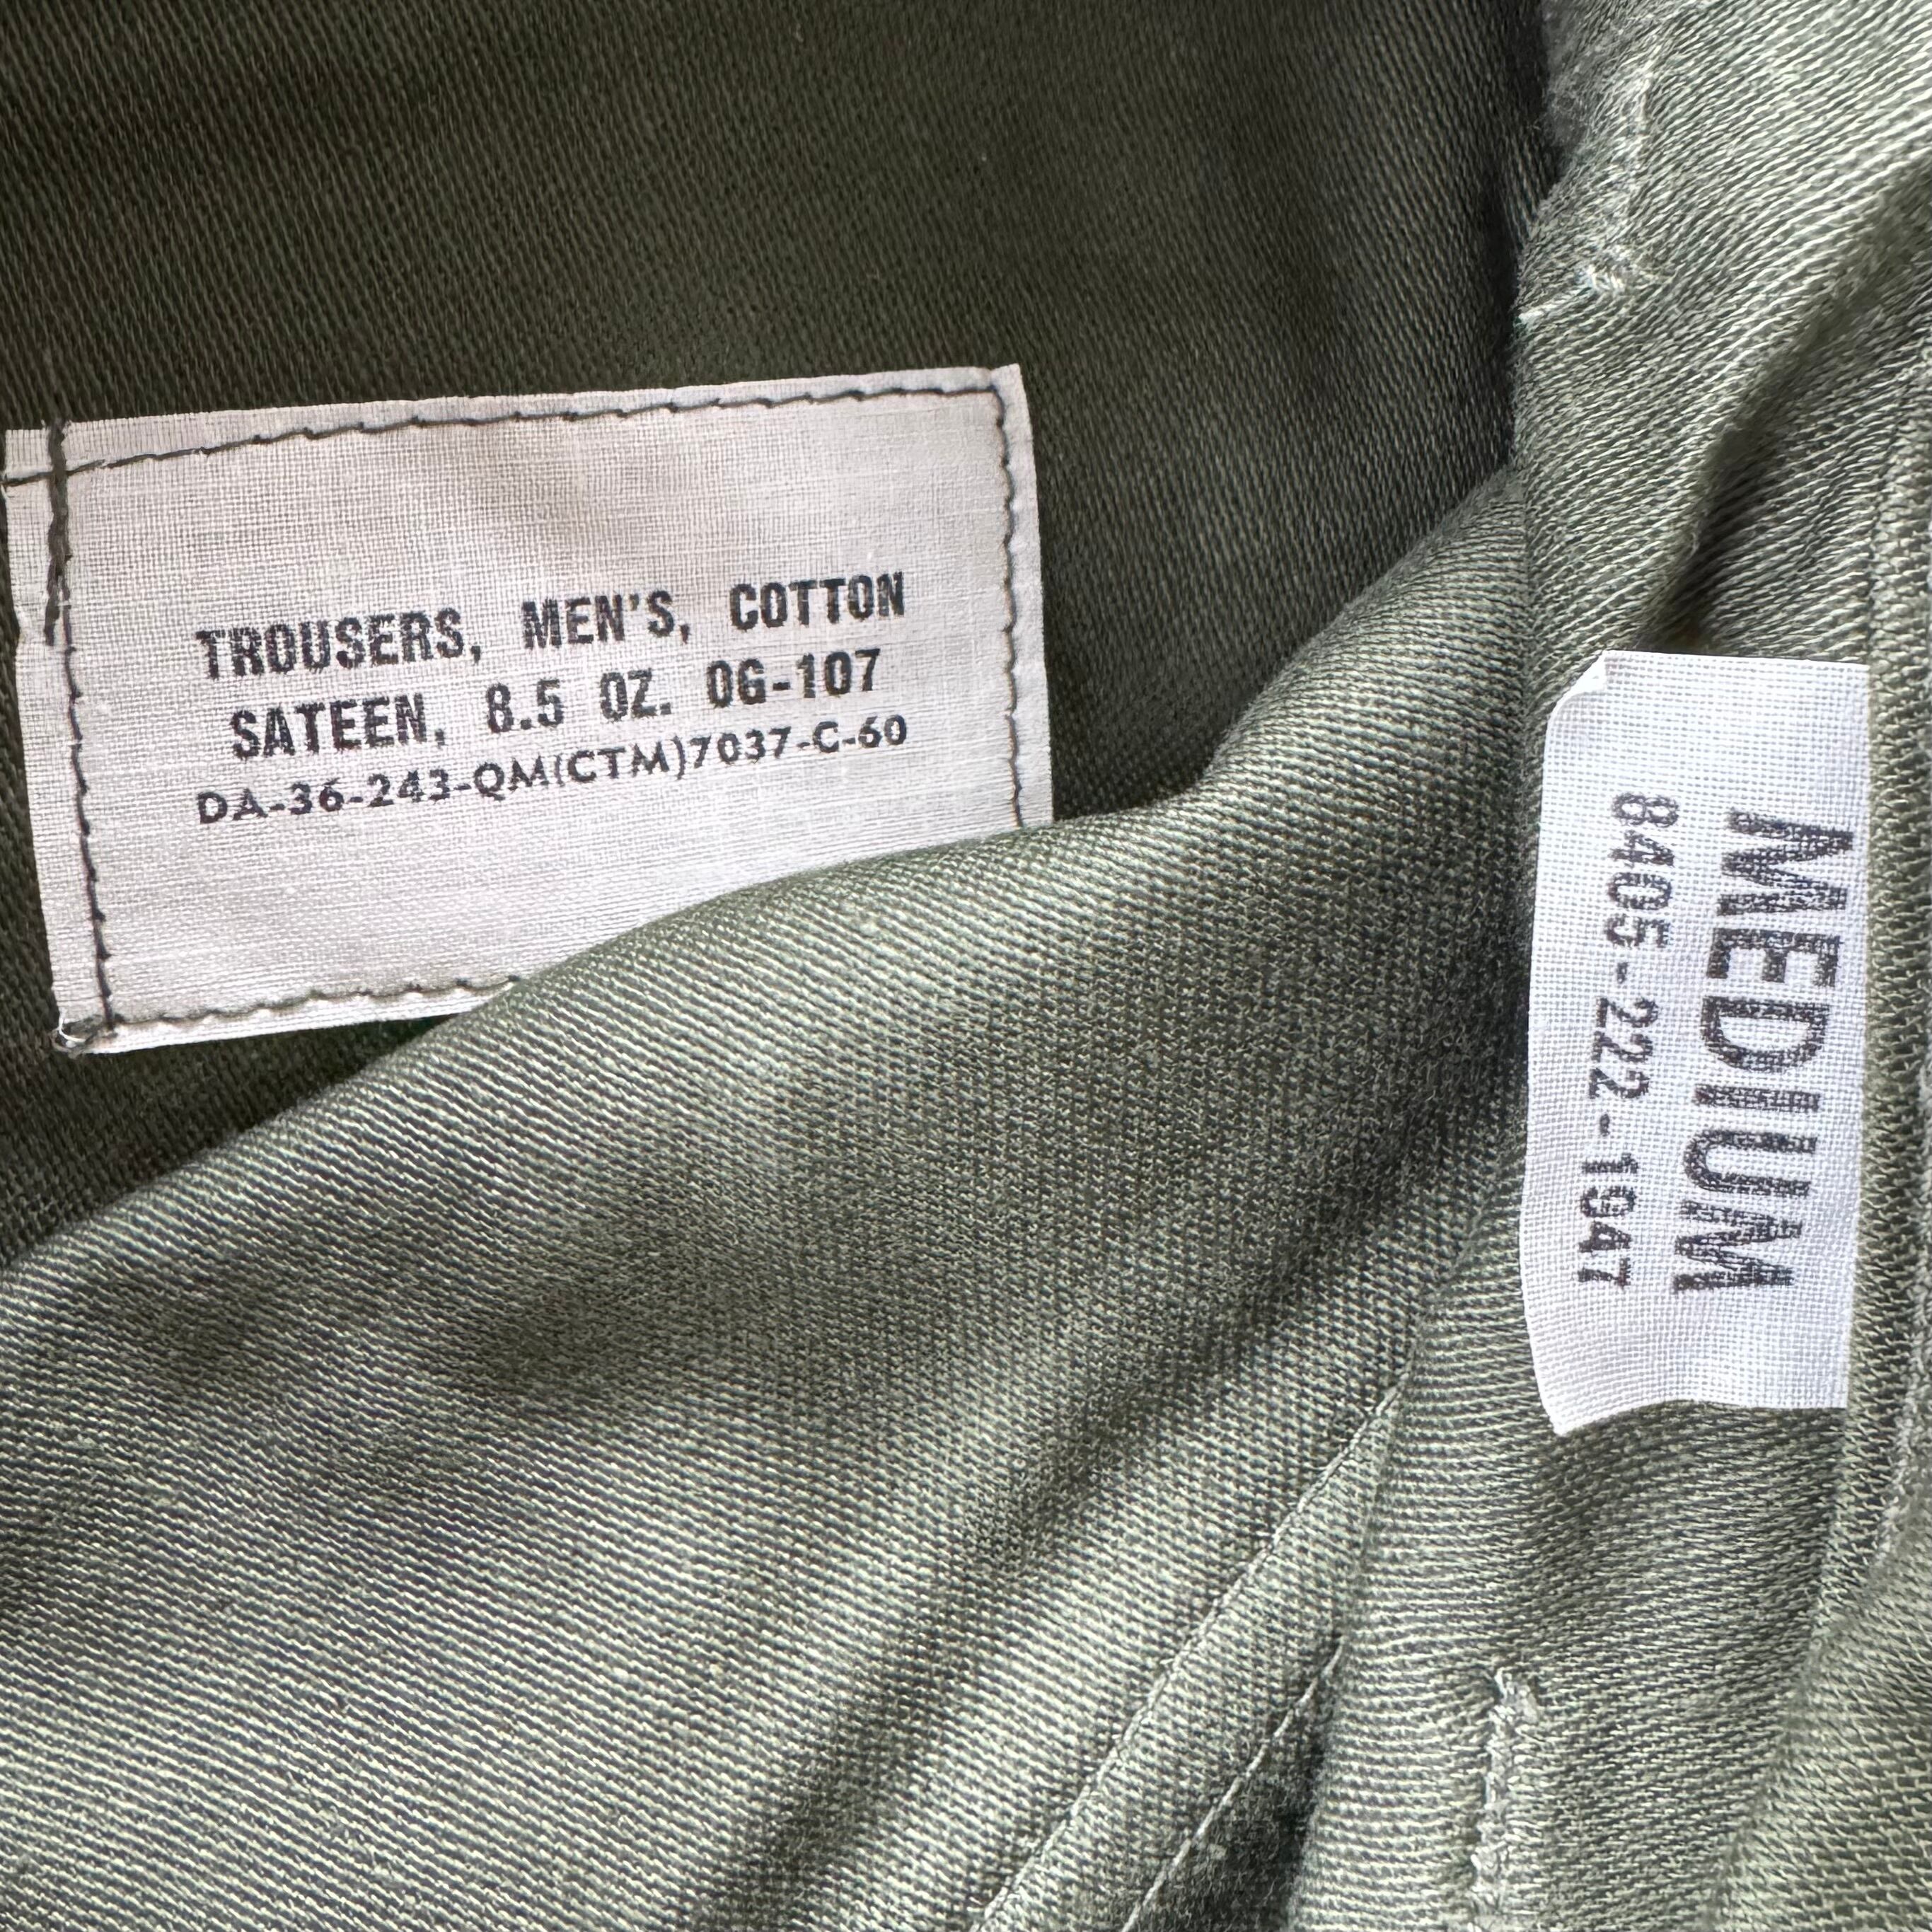 TROUSERS, MEN'S, COTTON
SATEEN, 8.5 OZ. OG-107
DA-36-243-QM(CTM)7037-C-60
MEDIUM
8405-222-1947